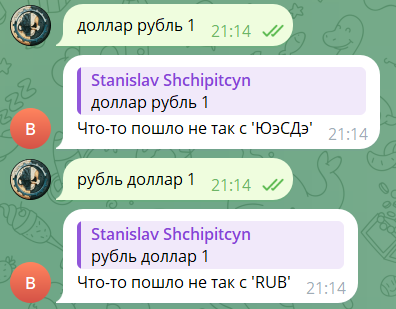 доллар рубль 1 21:14
Stanislav Shchipitcyn
доллар рубль 1
Что-то пошло не так с 'ЮэСДэ' 21:14
В
рубль доллар 1 21:14
Stanislav Shchipitcyn
рубль доллар 1
Что-то пошло не так с 'RUB' 21:14
В